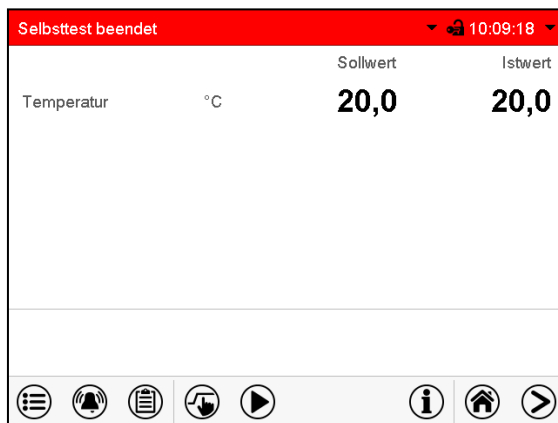 Selbsttest beendet 10:09:18
Sollwert Istwert
Temperatur °C 20,0 20,0